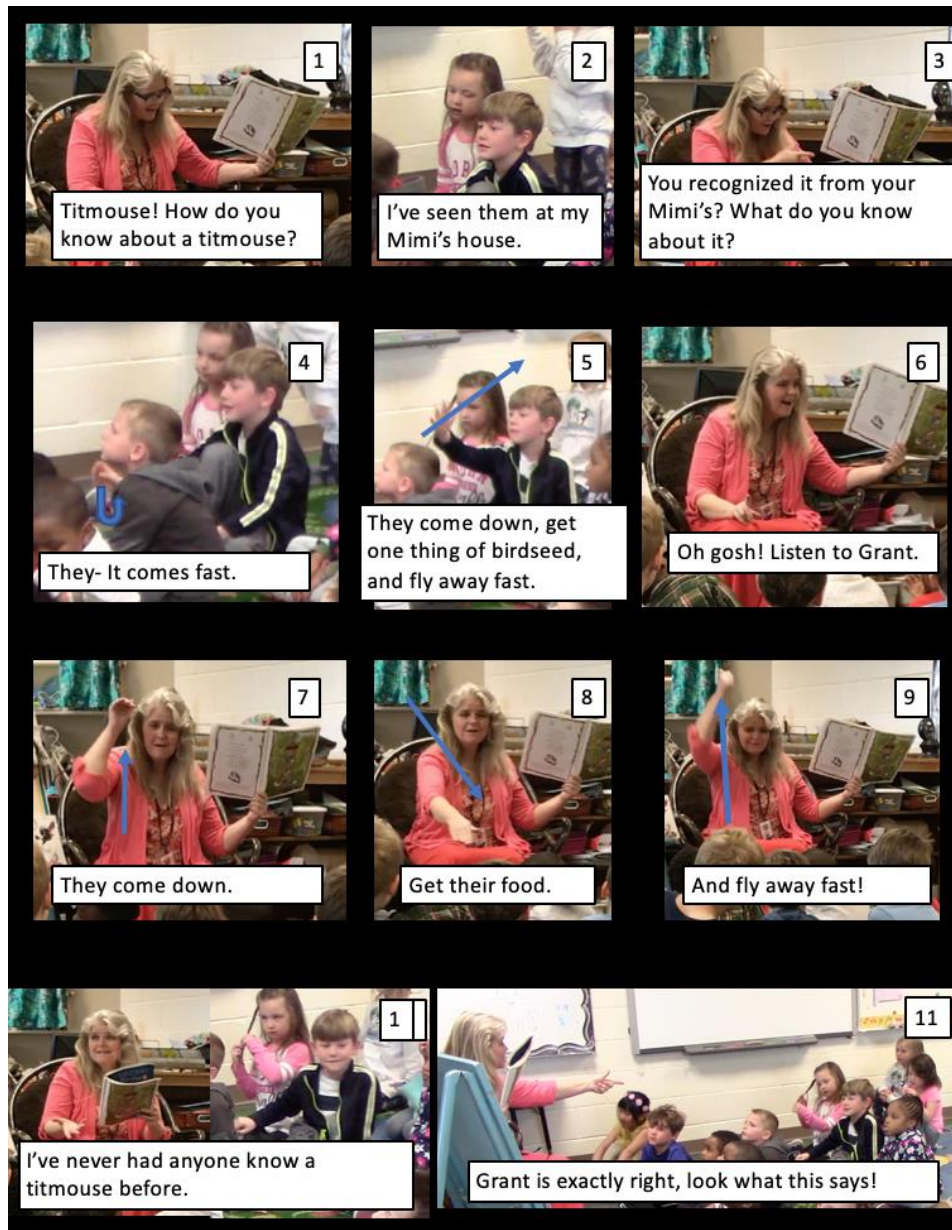 1
Titmouse! How do you
know about a titmouse?
2
I've seen them at my
Mimi's house.
3
You recognized it from your
Mimi's? What do you know
about it?
4
They- It comes fast.
5
They come down, get
one thing of birdseed,
and fly away fast.
6
Oh gosh! Listen to Grant.
7
They come down.
8
Get their food.
9
And fly away fast!
1
I've never had anyone know a
titmouse before.
11
Grant is exactly right, look what this says!